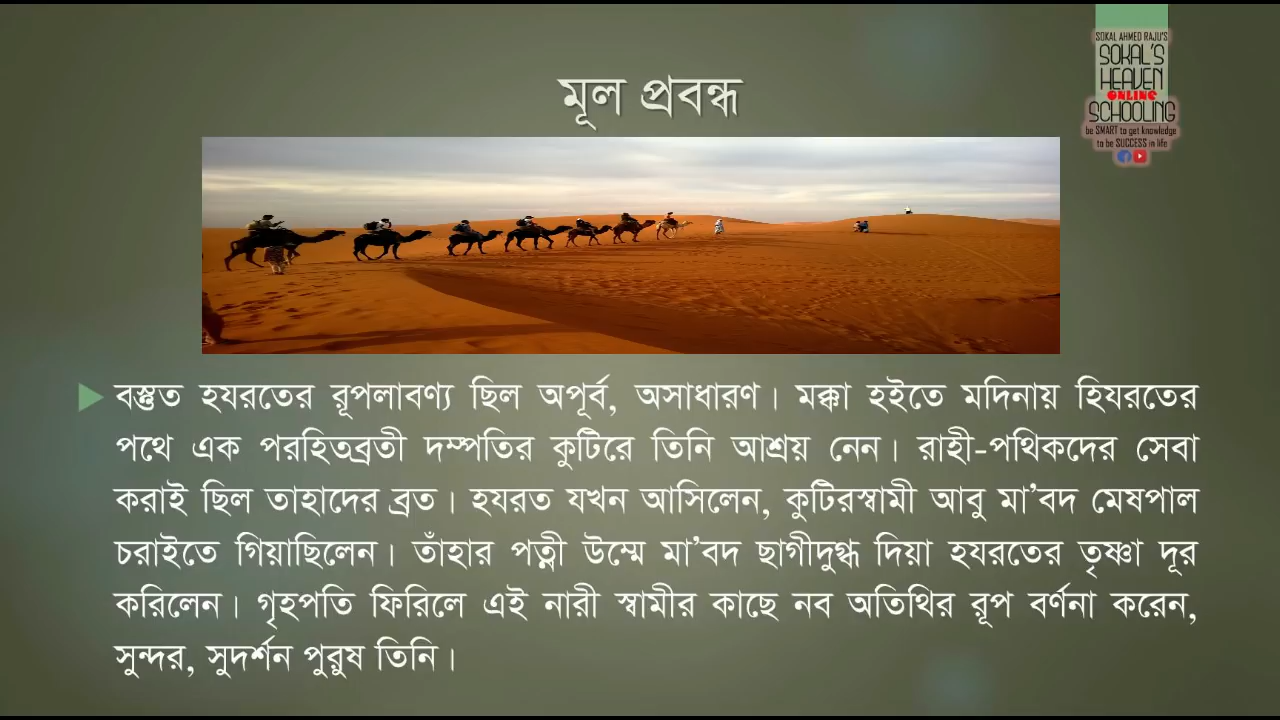 SOKAL AHMED RAJU'S
SOKAL'S
HEAVEN
ONLINE
SCHOOLING
be SMART to get knowledge
to be SUCCESS in life
মূল প্রবন্ধ
বস্তুত হযরতের রূপলাবণ্য ছিল অপূর্ব, অসাধারণ। মক্কা হইতে মদিনায় হিযরতের
পথে এক পরহিতব্রতী দম্পতির কুটিরে তিনি আশ্রয় নেন। রাহী-পথিকদের সেবা
করাই ছিল তাহাদের ব্রত। হযরত যখন আসিলেন, কুটিরস্বামী আবু মা’বদ মেষপাল
চরাইতে গিয়াছিলেন। তাঁহার পত্নী উম্মে মা’বদ ছাগীদুগ্ধ দিয়া হযরতের তৃষ্ণা দূর
করিলেন। গৃহপতি ফিরিলে এই নারী স্বামীর কাছে নব অতিথির রূপ বর্ণনা করেন,
সুন্দর, সুদর্শন পুরুষ তিনি।